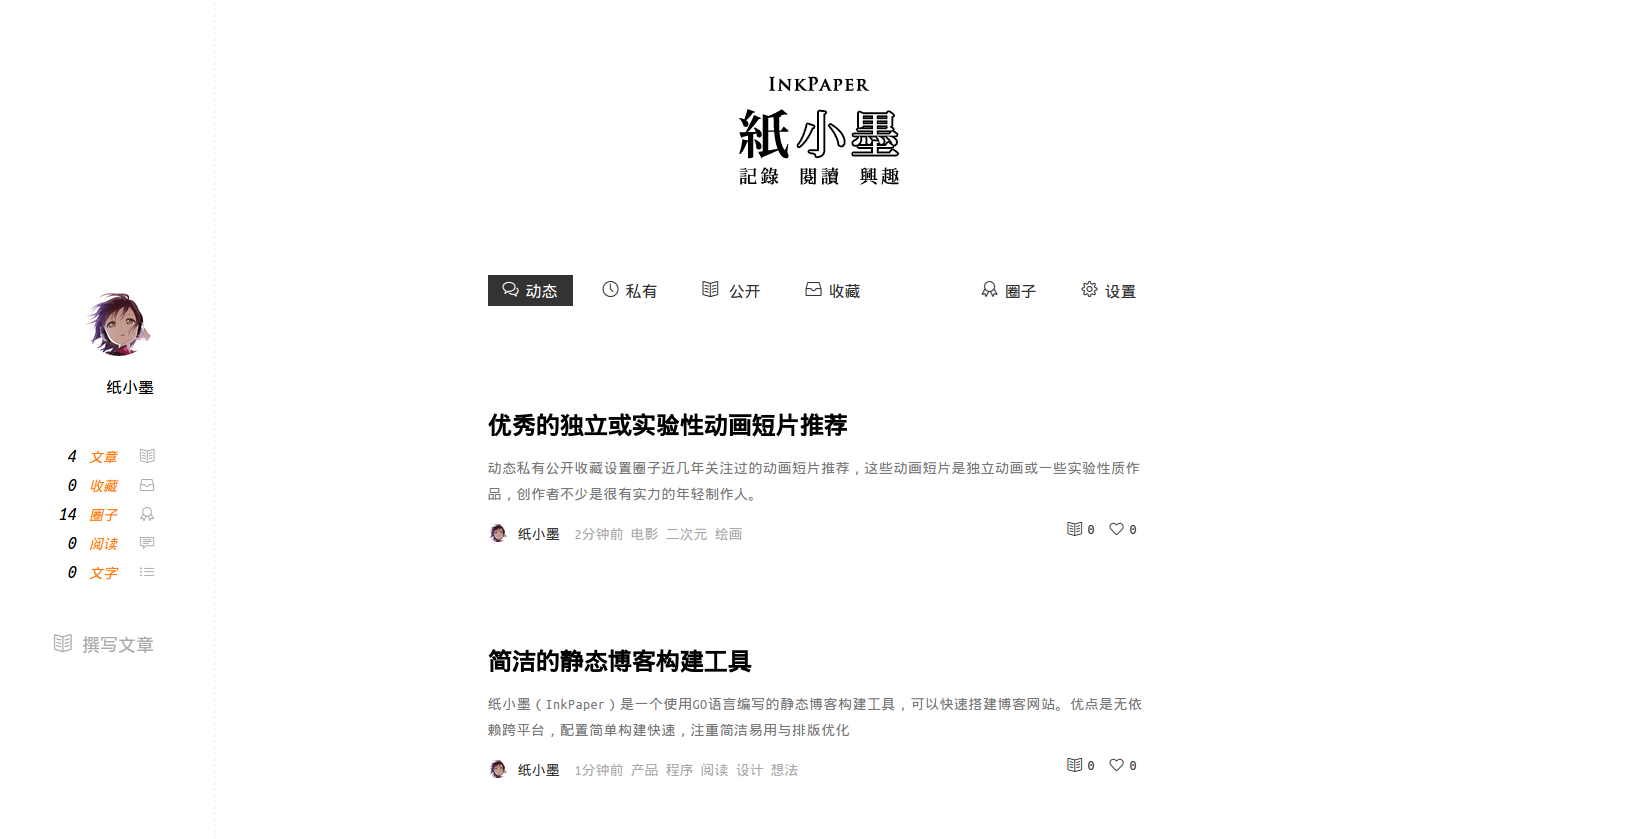 INKPAPER
紙小墨
記錄 閱讀 興趣
动态 私有 公开 收藏 圈子 设置
纸小墨
4 文章
0 收藏
14 圈子
0 阅读
0 文字
撰写文章
优秀的独立或实验性动画短片推荐
动态私有公开收藏设置圈子近几年关注过的动画短片推荐，这些动画短片是独立动画或一些实验性质作
品，创作者不少是很有实力的年轻制作人。
纸小墨 2分钟前 电影 二次元 绘画 0 0
简洁的静态博客构建工具
纸小墨（InkPaper）是一个使用GO语言编写的静态博客构建工具，可以快速搭建博客网站。优点是无依
赖跨平台，配置简单构建快速，注重简洁易用与排版优化
纸小墨 1分钟前 产品 程序 阅读 设计 想法 0 0